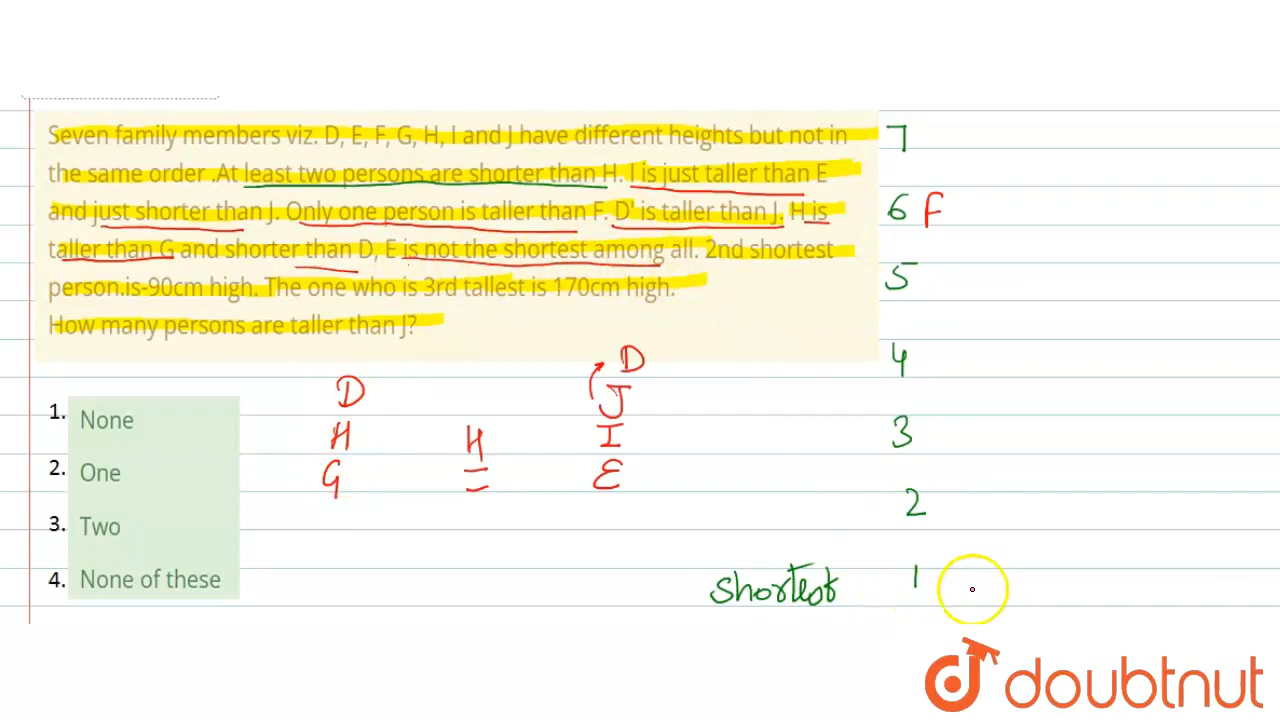 Seven family members viz. D, E, F, G, H, I and J have different heights but not in
the same order .At least two persons are shorter than H. I is just taller than E
and just shorter than J. Only one person is taller than F. D' is taller than J. H is
taller than G and shorter than D, E is not the shortest among all. 2nd shortest
person.is-90cm high. The one who is 3rd tallest is 170cm high.
How many persons are taller than J?
1. None
2. One
3. Two
4. None of these
D
H
G
H
D
J
I
E
7
6 F
5
4
3
2
shortest 1
doubtnut